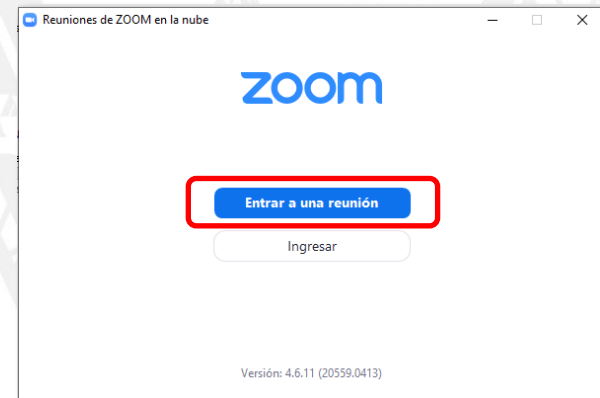 Reuniones de ZOOM en la nube
zoom
Entrar a una reunión
Ingresar
Versión: 4.6.11 (20559.0413)